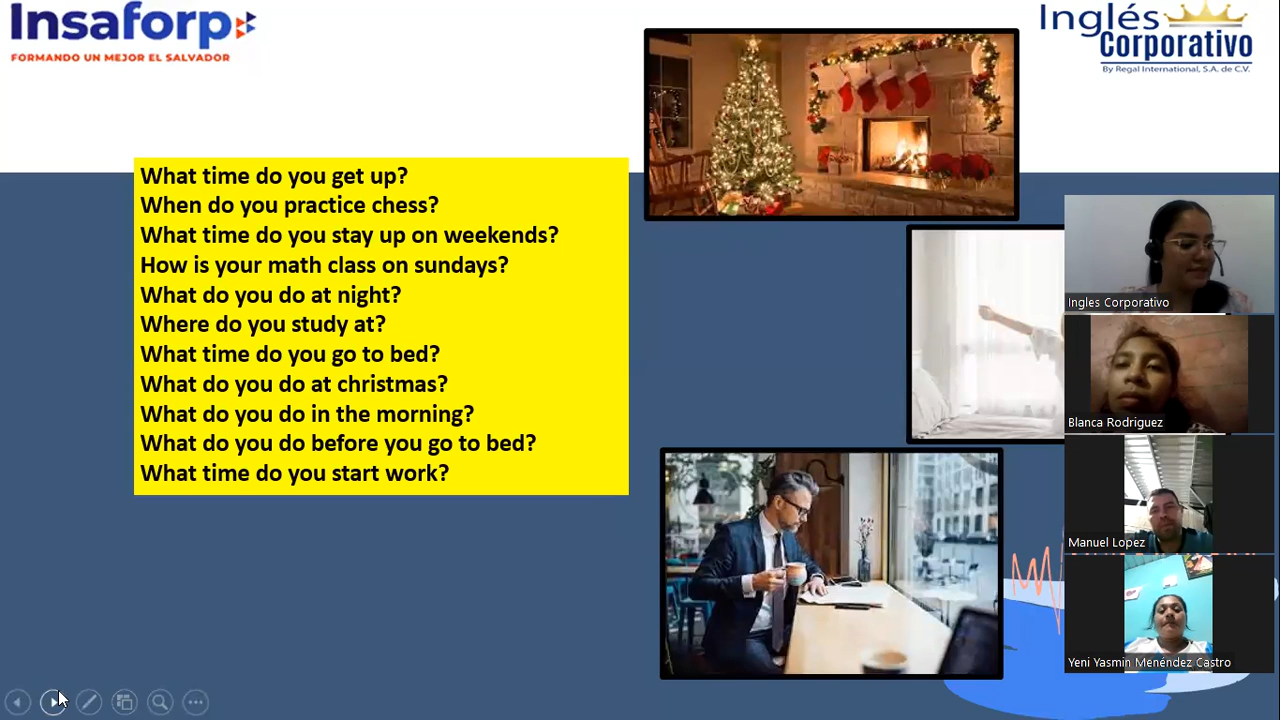 Insaforp
FORMANDO UN MEJOR EL SALVADOR
Inglés
Corporativo
By Regal International, S.A. de C.V.
What time do you get up?
When do you practice chess?
What time do you stay up on weekends?
How is your math class on sundays?
What do you do at night?
Where do you study at?
What time do you go to bed?
What do you do at christmas?
What do you do in the morning?
What do you do before you go to bed?
What time do you start work?
Ingles Corporativo
Blanca Rodriguez
Manuel Lopez
Yeni Yasmin Menéndez Castro